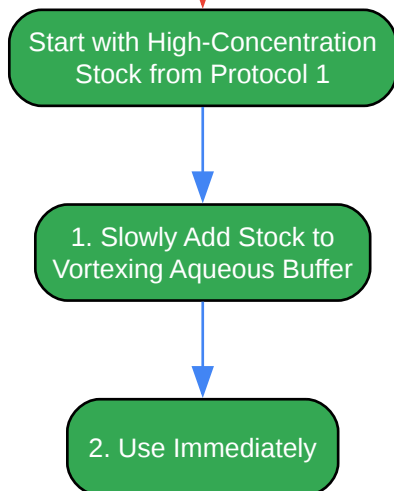 Start with High-Concentration
Stock from Protocol 1
1. Slowly Add Stock to
Vortexing Aqueous Buffer
2. Use Immediately